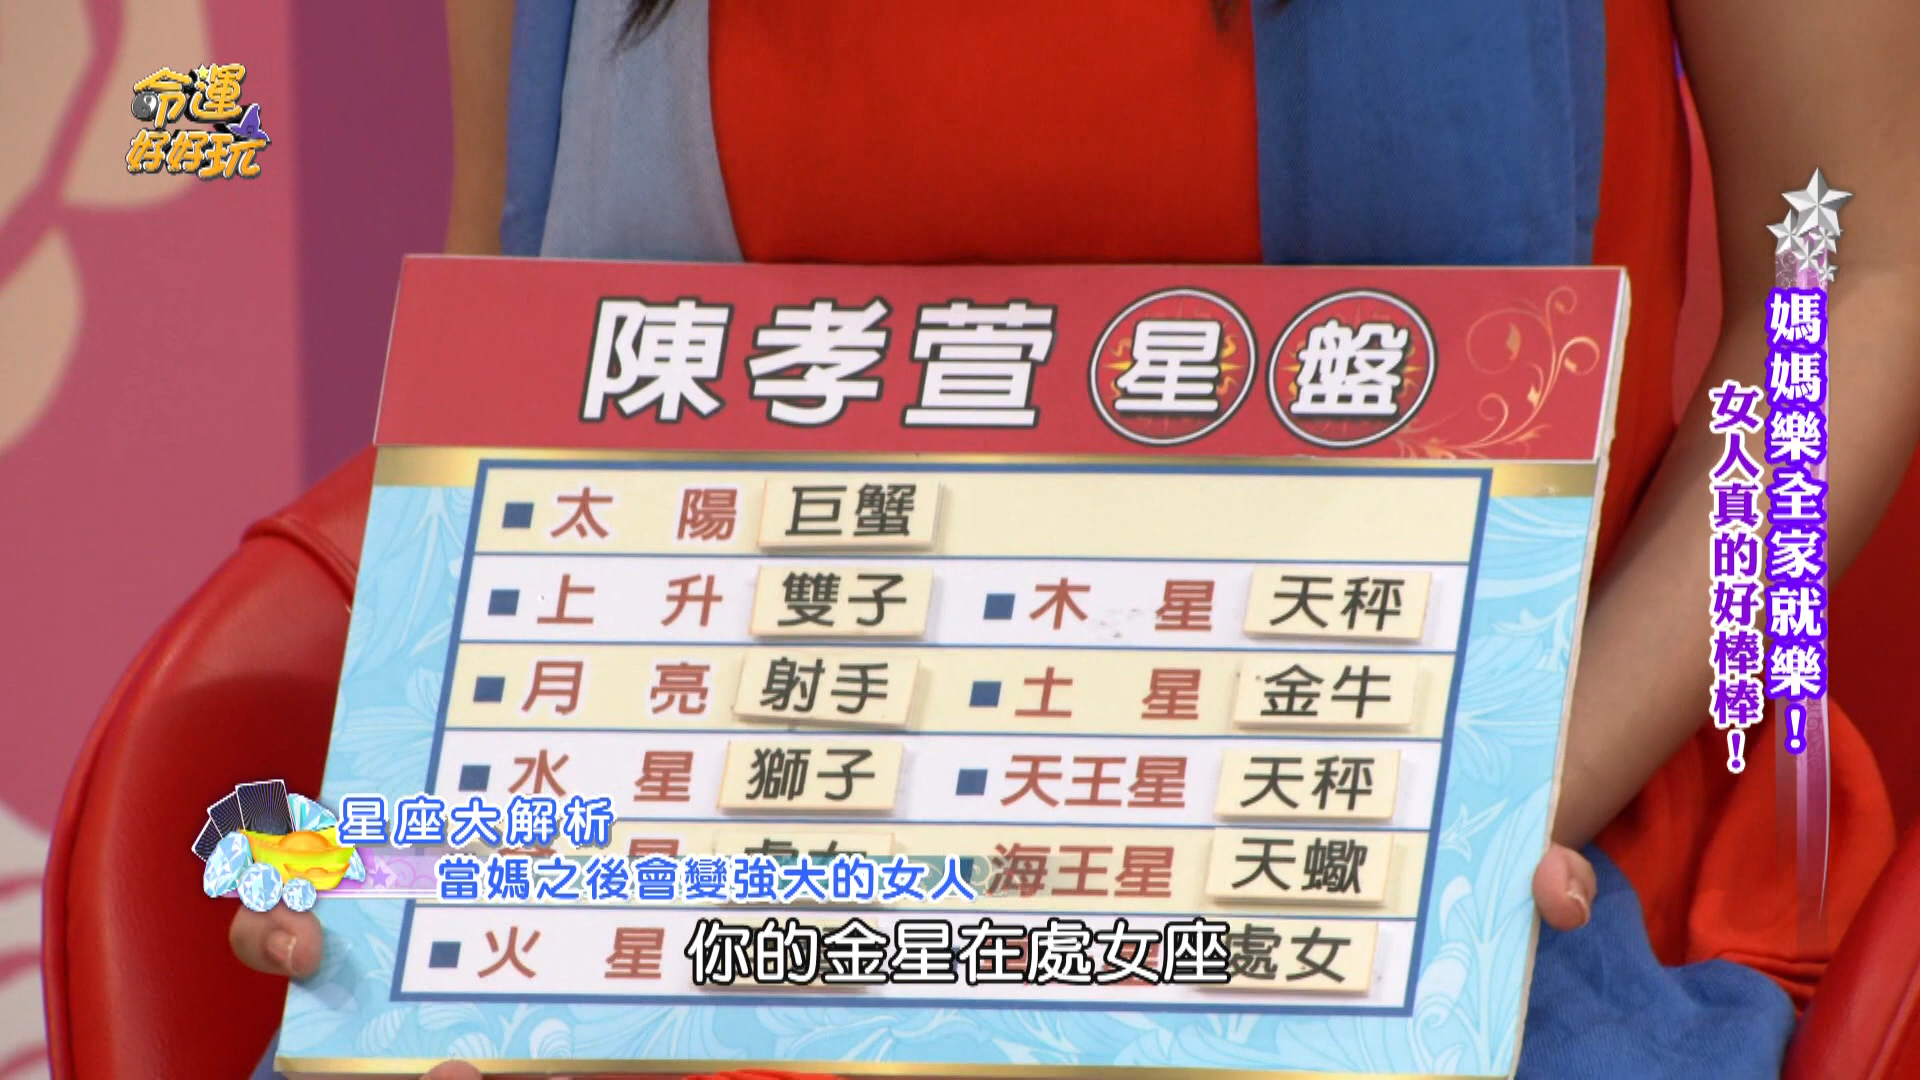 命運
好好玩
媽媽樂全家就樂！
女人真的好棒棒！
陳孝萱 星盤
太陽 巨蟹
上升 雙子 木星 天秤
月亮 射手 土星 金牛
水星 獅子 天王星 天秤
星 處女 海王星 天蠍
火星 星 處女
星座大解析
當媽之後會變強大的女人
你的金星在處女座